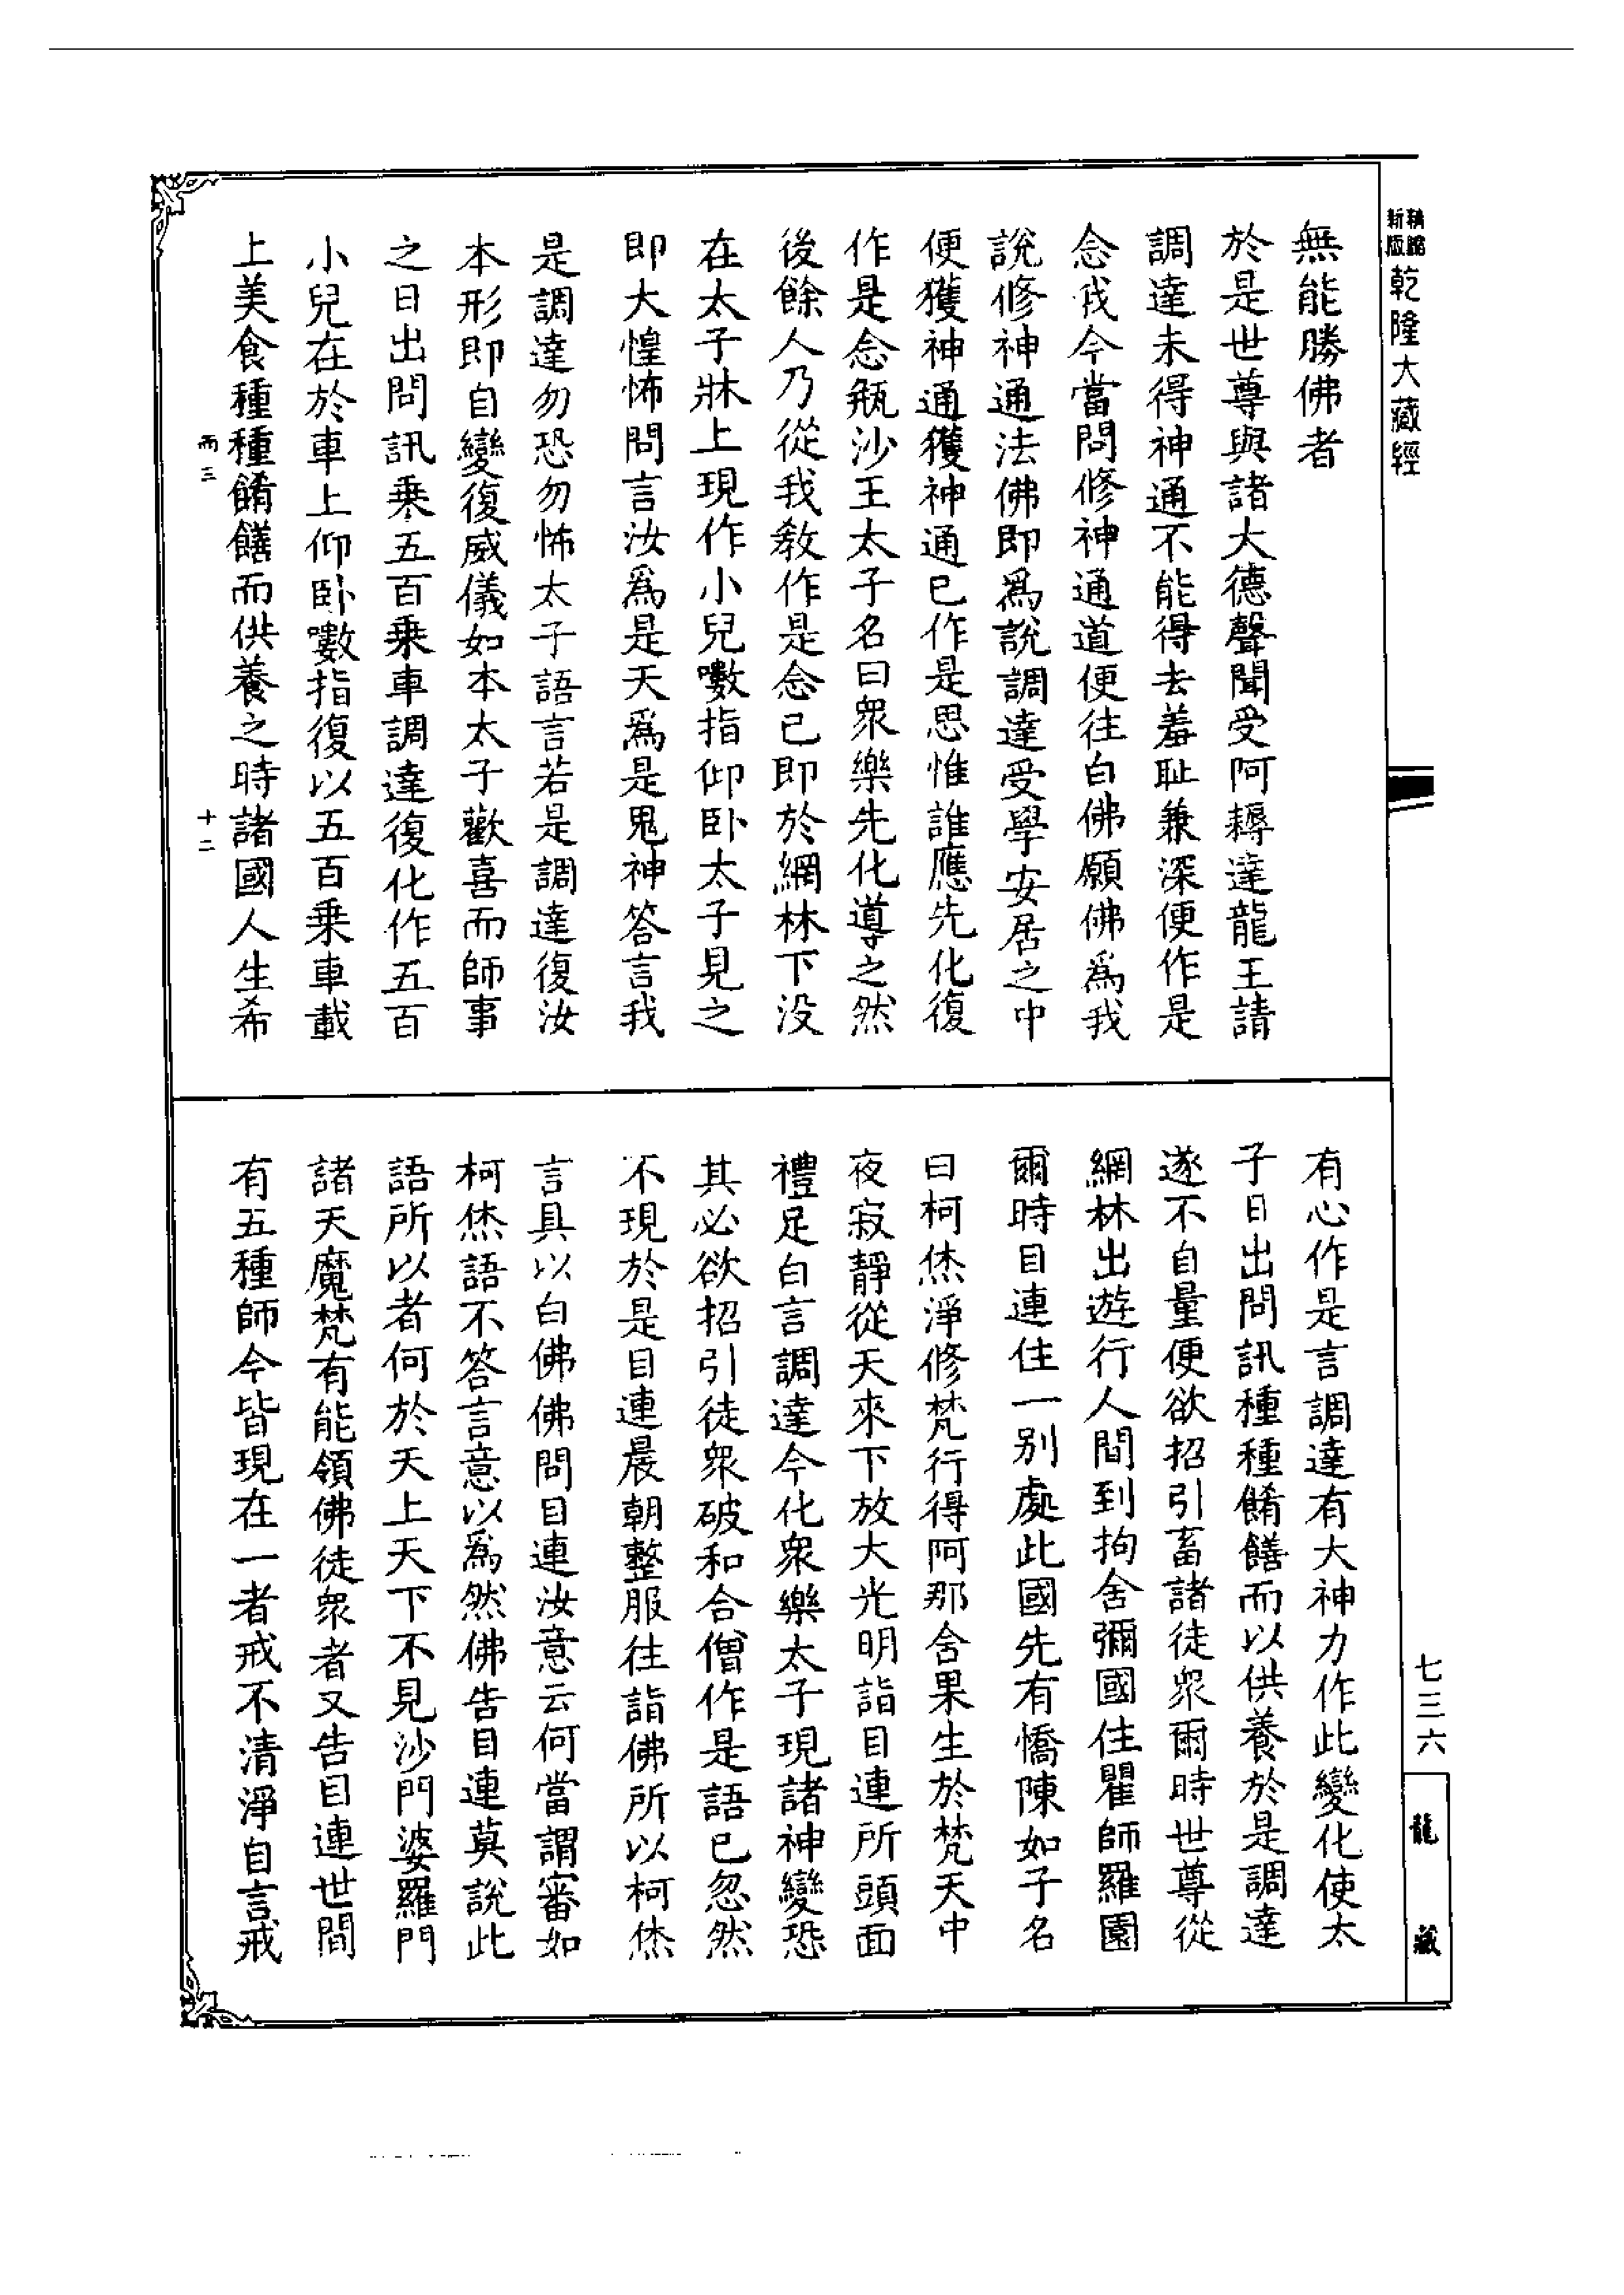 新版精縮
乾隆大藏經
無能勝佛者
於是世尊與諸大德聲聞受阿耨達龍王請
調達未得神通不能得去羞耻兼深便作是
念我今當問修神通道便往白佛願佛爲我
說修神通法佛即爲說調達受學安居之中
便獲神通獲神通已作是思惟誰應先化復
作是念瓶沙王太子名曰衆樂先化導之然
後餘人乃從我教作是念已即於網林下没
在太子牀上現作小兒嗽指仰卧太子見之
即大惶怖問言汝爲是天爲是鬼神答言我
是調達勿恐勿怖太子語言若是調達復汝
本形即自變復威儀如本太子歡喜而師事
之日出問訊乘五百乘車調達復化作五百
小兒在於車上仰卧嗽指復以五百乘車載
上美食種種餚饍而供養之時諸國人生希
雨三
十二
有心作是言調達有大神力作此變化使太
子日出問訊種種餚饍而以供養於是調達
遂不自量便欲招引畜諸徒衆爾時世尊從
網林出遊行人間到拘舍彌國住瞿師羅園
爾時目連住一别處此國先有憍陳如子名
曰柯烋淨修梵行得阿那含果生於梵天中
夜寂靜從天來下放大光明詣目連所頭面
禮足白言調達今化衆樂太子現諸神變恐
其必欲招引徒衆破和合僧作是語已忽然
不現於是目連晨朝整服往詣佛所以柯烋
言具以白佛佛問目連汝意云何當謂審如
柯烋語不答言意以爲然佛告目連莫說此
語所以者何於天上天下不見沙門婆羅門
諸天魔梵有能領佛徒衆者又告目連世間
有五種師今皆現在一者戒不清淨自言戒
七三六
龍藏